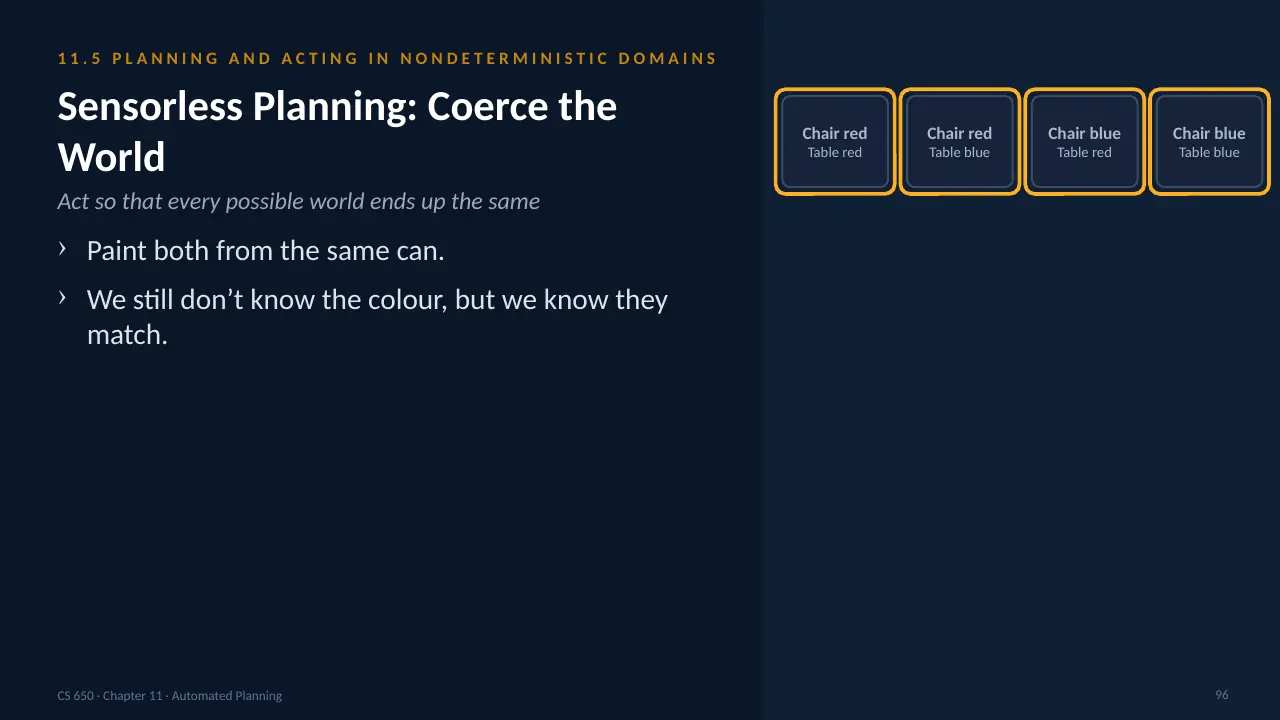 11.5 PLANNING AND ACTING IN NONDETERMINISTIC DOMAINS
Sensorless Planning: Coerce the
World
Act so that every possible world ends up the same
› Paint both from the same can.
› We still don’t know the colour, but we know they
match.
Chair red
Table red
Chair red
Table blue
Chair blue
Table red
Chair blue
Table blue
CS 650 · Chapter 11 · Automated Planning
96